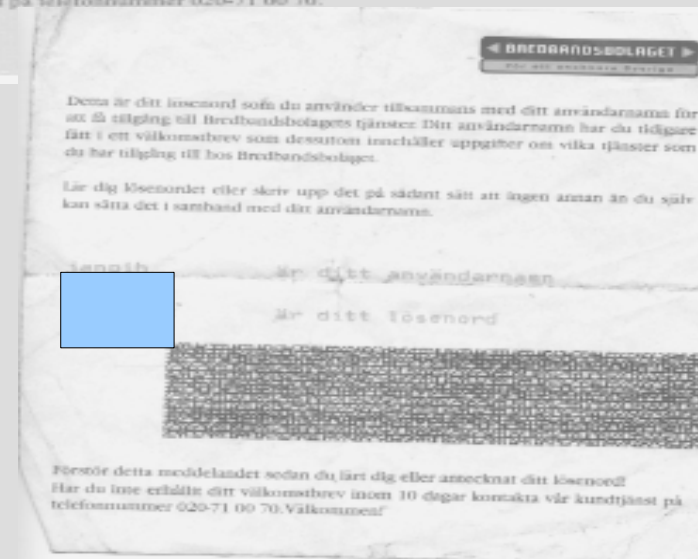 på telefonnummer 020-71 00 70.
BREDBANDSBOLAGET
För ett snabbare Sverige
Detta är ditt lösenord som du använder tillsammans med ditt användarnamn för
att få tillgång till Bredbandsbolagets tjänster. Ditt användarnamn har du tidigare
fått i ett välkomstbrev som dessutom innehåller uppgifter om vilka tjänster som
du har tillgång till hos Bredbandsbolaget.
Lär dig lösenordet eller skriv upp det på sådant sätt att ingen annan än du själv
kan sätta det i samband med ditt användarnamn.
är ditt användarnamn
är ditt lösenord
Förstör detta meddelandet sedan du lärt dig eller antecknat ditt lösenord!
Har du inte erhållit ditt välkomstbrev inom 10 dagar kontakta vår kundtjänst på
telefonnummer 020-71 00 70. Välkommen!